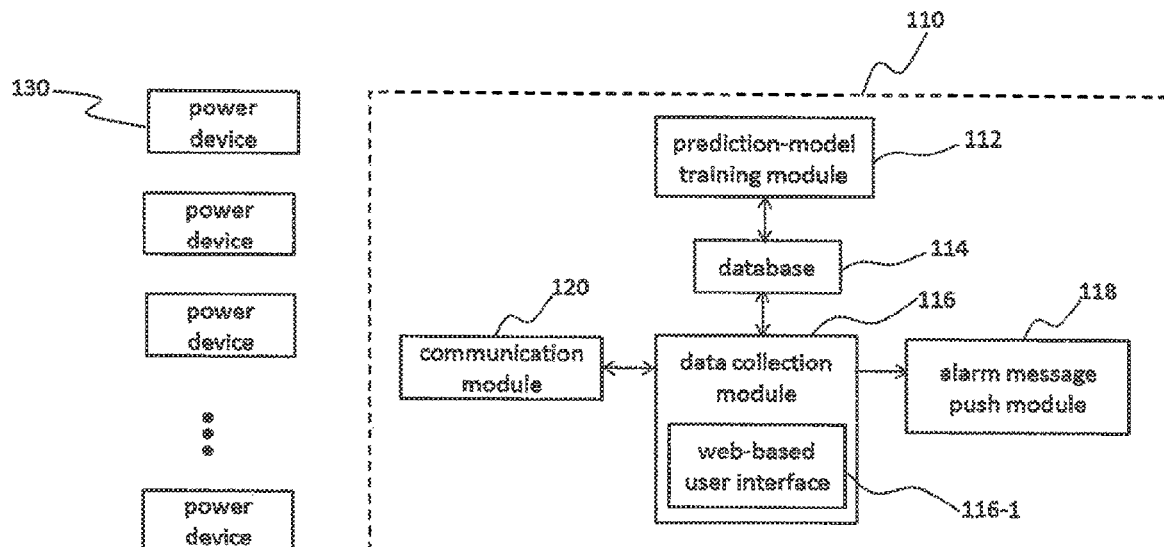 110
130
power
device
prediction-model
training module
112
power
device
database
114
120
116
118
power
device
communication
module
data collection
module
alarm message
push module
web-based
user interface
power
device
116-1